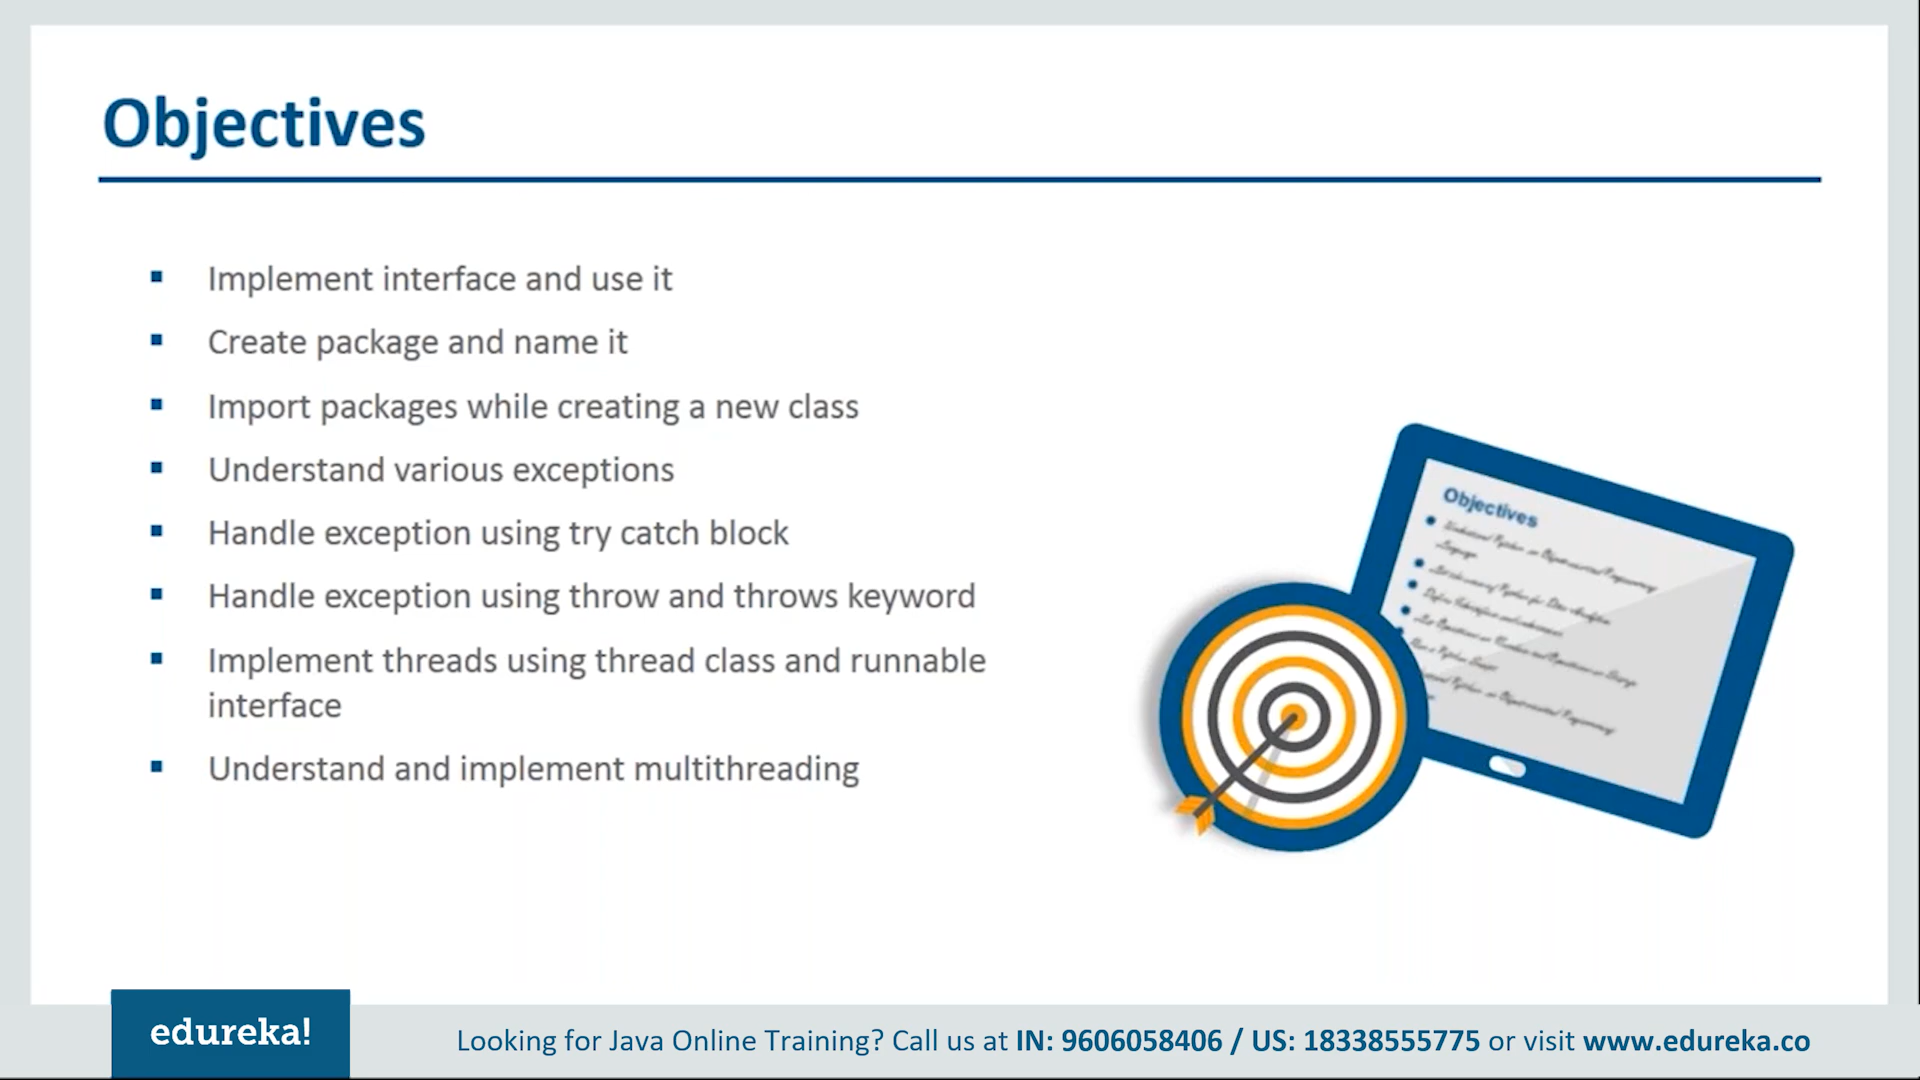 Objectives
Implement interface and use it
Create package and name it
Import packages while creating a new class
Understand various exceptions
Handle exception using try catch block
Handle exception using throw and throws keyword
Implement threads using thread class and runnable
interface
Understand and implement multithreading
Objectives
edureka!
Looking for Java Online Training? Call us at IN: 9606058406 / US: 18338555775 or visit www.edureka.co